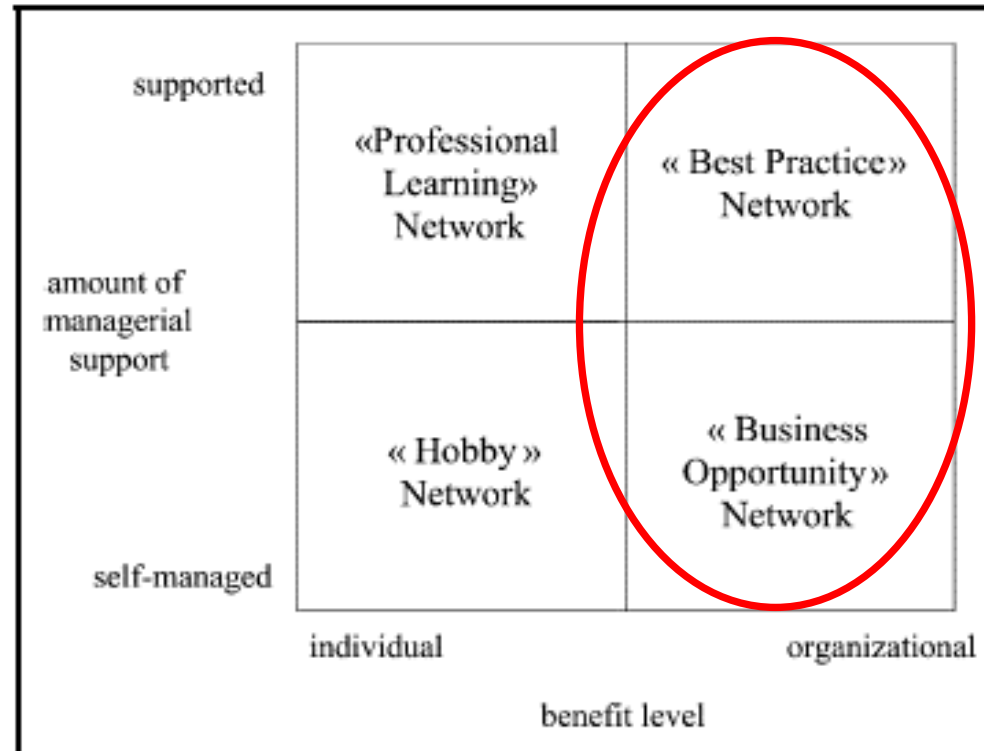 supported
«Professional
Learning»
Network
« Best Practice»
Network
amount of
managerial
support
« Hobby »
Network
« Business
Opportunity»
Network
self-managed
individual
organizational
benefit level